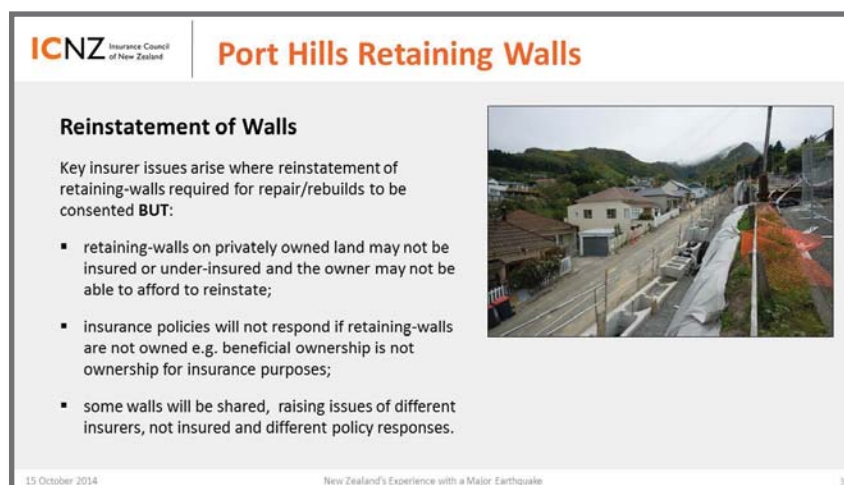 ICNZ Insurance Council
of New Zealand
Port Hills Retaining Walls
Reinstatement of Walls
Key insurer issues arise where reinstatement of
retaining-walls required for repair/rebuilds to be
consented BUT:
▪ retaining-walls on privately owned land may not be
insured or under-insured and the owner may not be
able to afford to reinstate;
▪ insurance policies will not respond if retaining-walls
are not owned e.g. beneficial ownership is not
ownership for insurance purposes;
▪ some walls will be shared, raising issues of different
insurers, not insured and different policy responses.
15 October 2014
New Zealand's Experience with a Major Earthquake